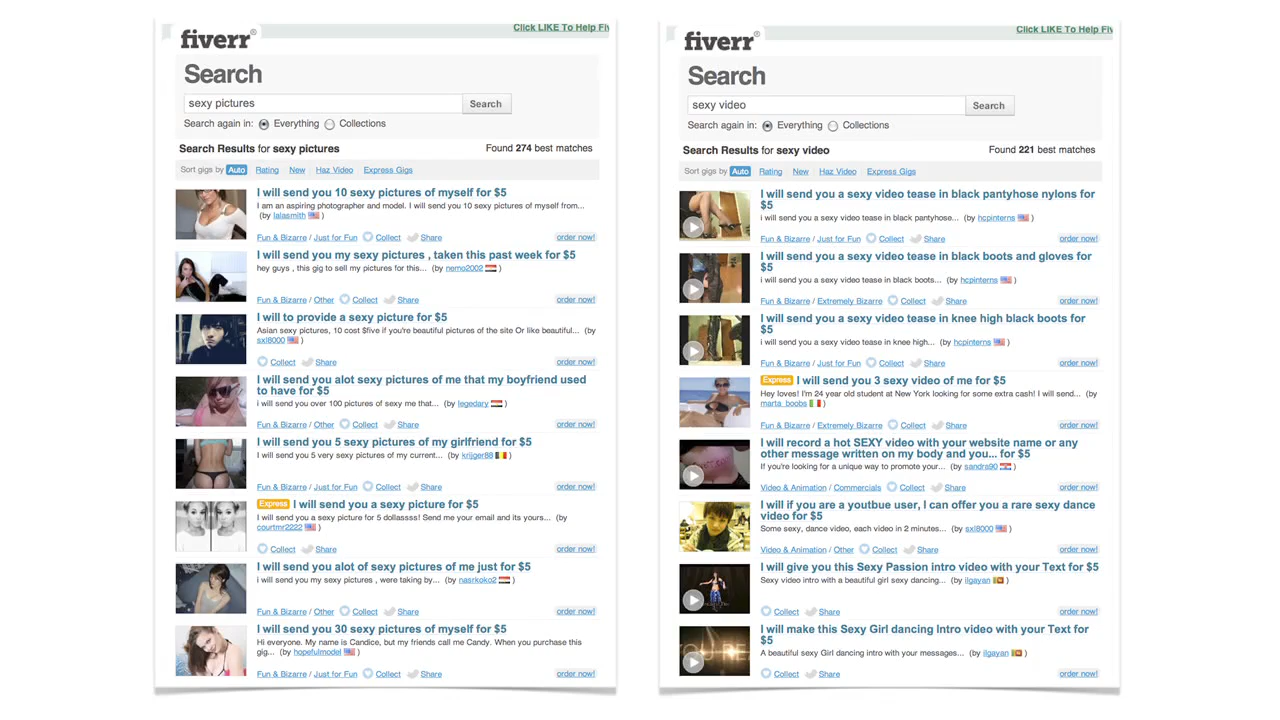 Click LIKE To Help Fiv
fiverr®
Search
sexy pictures
Search
Search again in: Everything Collections
Search Results for sexy pictures
Found 274 best matches
Sort gigs by Auto Rating New Haz Video Express Gigs
I will send you 10 sexy pictures of myself for $5
I am an aspiring photographer and model. I will send you 10 sexy pictures of myself from...
(by lalasmith )
Fun & Bizarre / Just for Fun Collect Share order now!
I will send you my sexy pictures , taken this past week for $5
hey guys , this gig to sell my pictures for this... (by nemo2002 )
Fun & Bizarre / Other Collect Share order now!
I will to provide a sexy picture for $5
Asian sexy pictures, 10 cost $five if you're beautiful pictures of the site Or like beautiful... (by
sxl8000 )
Collect Share order now!
I will send you alot sexy pictures of me that my boyfriend used
to have for $5
i will send you over 100 pictures of sexy me that... (by legedary )
Fun & Bizarre / Other Collect Share order now!
I will send you 5 sexy pictures of my girlfriend for $5
I will send you 5 very sexy pictures of my current... (by krijger88 )
Fun & Bizarre / Just for Fun Collect Share order now!
Express I will send you a sexy picture for $5
I will send you a sexy picture for 5 dollassss! Send me your email and its yours... (by
courtmr2222 )
Collect Share order now!
I will send you alot of sexy pictures of me just for $5
i will send you my sexy pictures , were taking by... (by nasrkoko2 )
Fun & Bizarre / Other Collect Share order now!
I will send you 30 sexy pictures of myself for $5
Hi everyone. My name is Candice, but my friends call me Candy. When you purchase this
gig... (by hopefulmodel )
Fun & Bizarre / Just for Fun Collect Share order now!
Click LIKE To Help Fiv
fiverr®
Search
sexy video
Search
Search again in: Everything Collections
Search Results for sexy video
Found 221 best matches
Sort gigs by Auto Rating New Haz Video Express Gigs
I will send you a sexy video tease in black pantyhose nylons for
$5
i will send you a sexy video tease in black pantyhose... (by hcpinterns )
Fun & Bizarre / Just for Fun Collect Share order now!
I will send you a sexy video tease in black boots and gloves for
$5
i will send you a sexy video tease in black boots... (by hcpinterns )
Fun & Bizarre / Extremely Bizarre Collect Share order now!
I will send you a sexy video tease in knee high black boots for
$5
i will send you a sexy video tease in knee high... (by hcpinterns )
Fun & Bizarre / Just for Fun Collect Share order now!
Express I will send you 3 sexy video of me for $5
Hey loves! I'm 24 year old student at New York looking for some extra cash! I will send... (by
marta_boobs )
Fun & Bizarre / Extremely Bizarre Collect Share order now!
I will record a hot SEXY video with your website name or any
other message written on my body and you... for $5
If you're looking for a unique way to promote your... (by sandra90 )
Video & Animation / Commercials Collect Share order now!
I will if you are a youtbue user, I can offer you a rare sexy dance
video for $5
Some sexy, dance video, each video in 2 minutes... (by sxl8000 )
Video & Animation / Other Collect Share order now!
I will give you this Sexy Passion intro video with your Text for $5
Sexy video intro with a beautiful girl sexy dancing... (by ilgayan )
Collect Share order now!
I will make this Sexy Girl dancing Intro video with your Text for
$5
A beautiful sexy Girl dancing intro with your messages... (by ilgayan )
Collect Share order now!